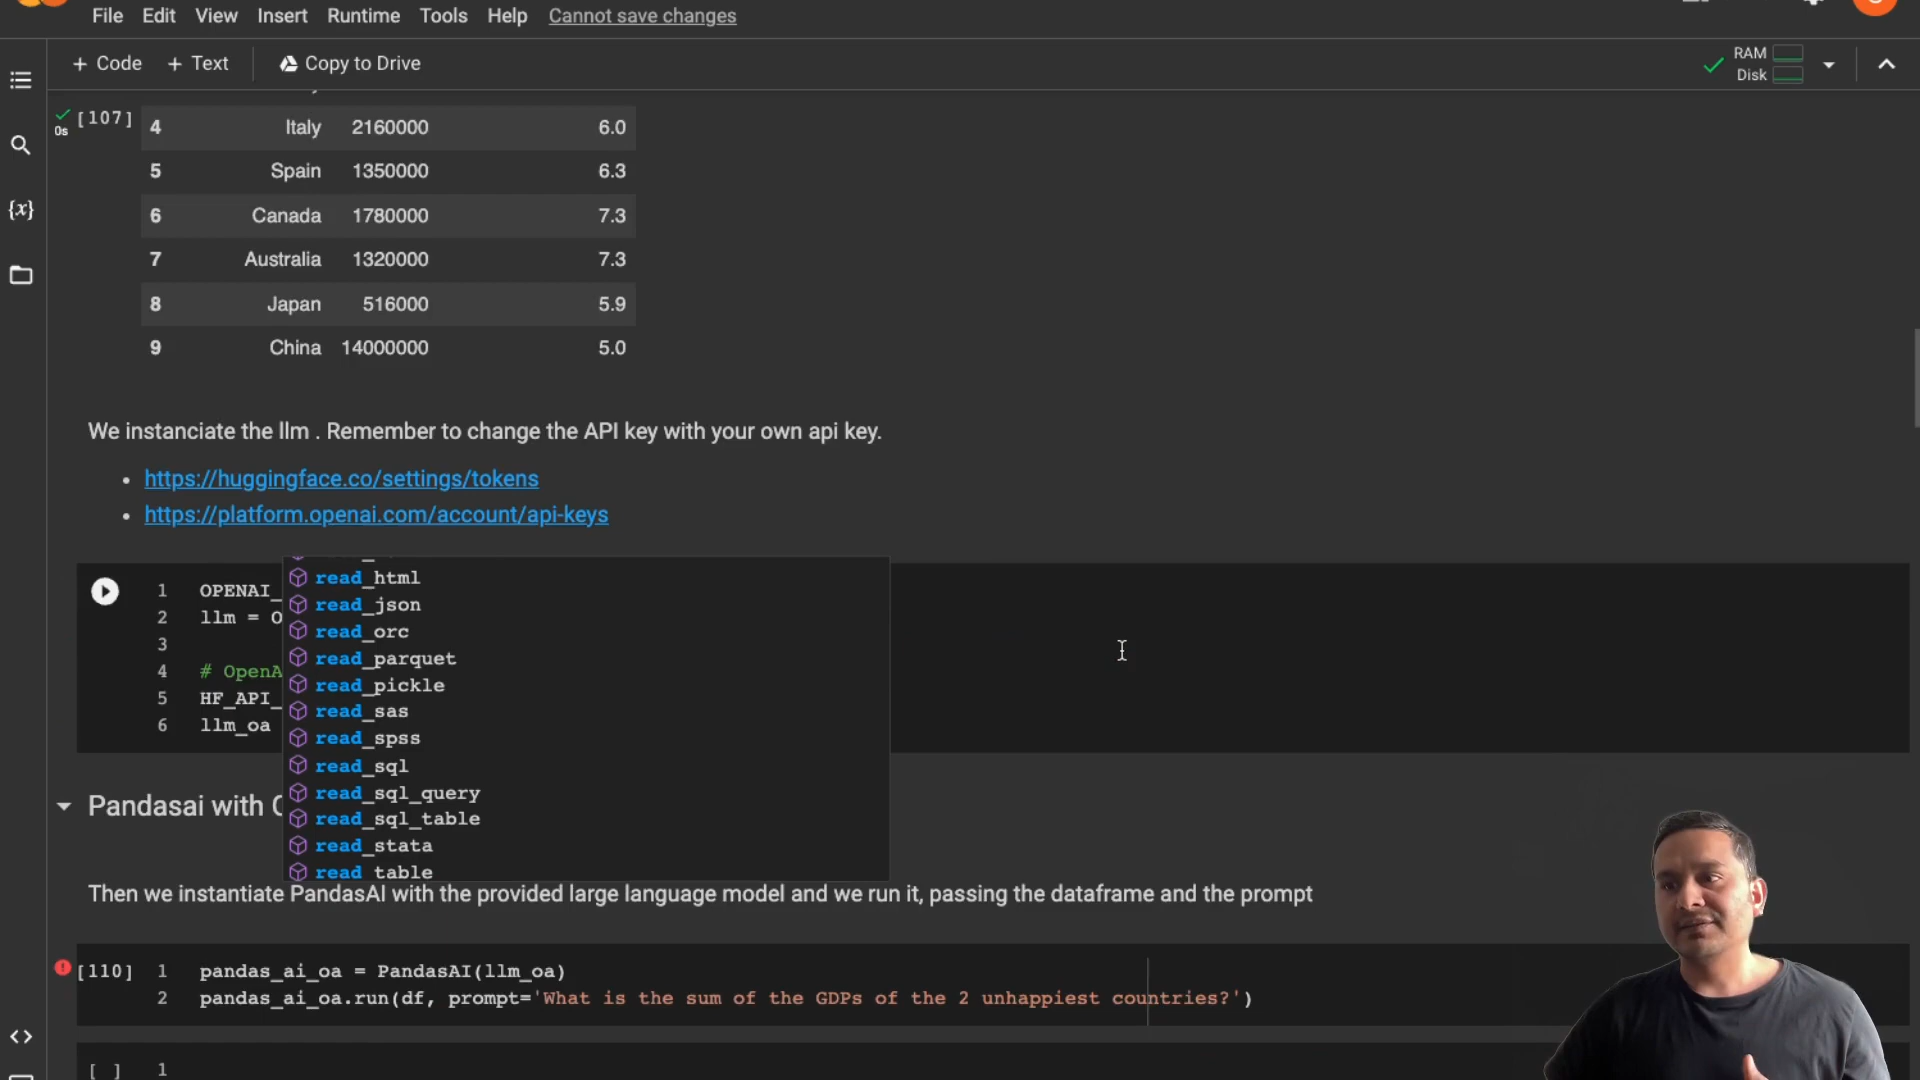 File Edit View Insert Runtime Tools Help Cannot save changes
+ Code + Text Copy to Drive
RAM
Disk
0s [107]
4 Italy 2160000 6.0
5 Spain 1350000 6.3
6 Canada 1780000 7.3
7 Australia 1320000 7.3
8 Japan 516000 5.9
9 China 14000000 5.0
We instanciate the llm . Remember to change the API key with your own api key.
• https://huggingface.co/settings/tokens
• https://platform.openai.com/account/api-keys
1 OPENAI_
2 llm = O
3
4 # OpenA
5 HF_API_
6 llm_oa
read_html
read_json
read_orc
read_parquet
read_pickle
read_sas
read_spss
read_sql
read_sql_query
read_sql_table
read_stata
read_table
Pandasai with
Then we instantiate PandasAI with the provided large language model and we run it, passing the dataframe and the prompt
[110] 1 pandas_ai_oa = PandasAI(llm_oa)
2 pandas_ai_oa.run(df, prompt='What is the sum of the GDPs of the 2 unhappiest countries?')
[ ] 1